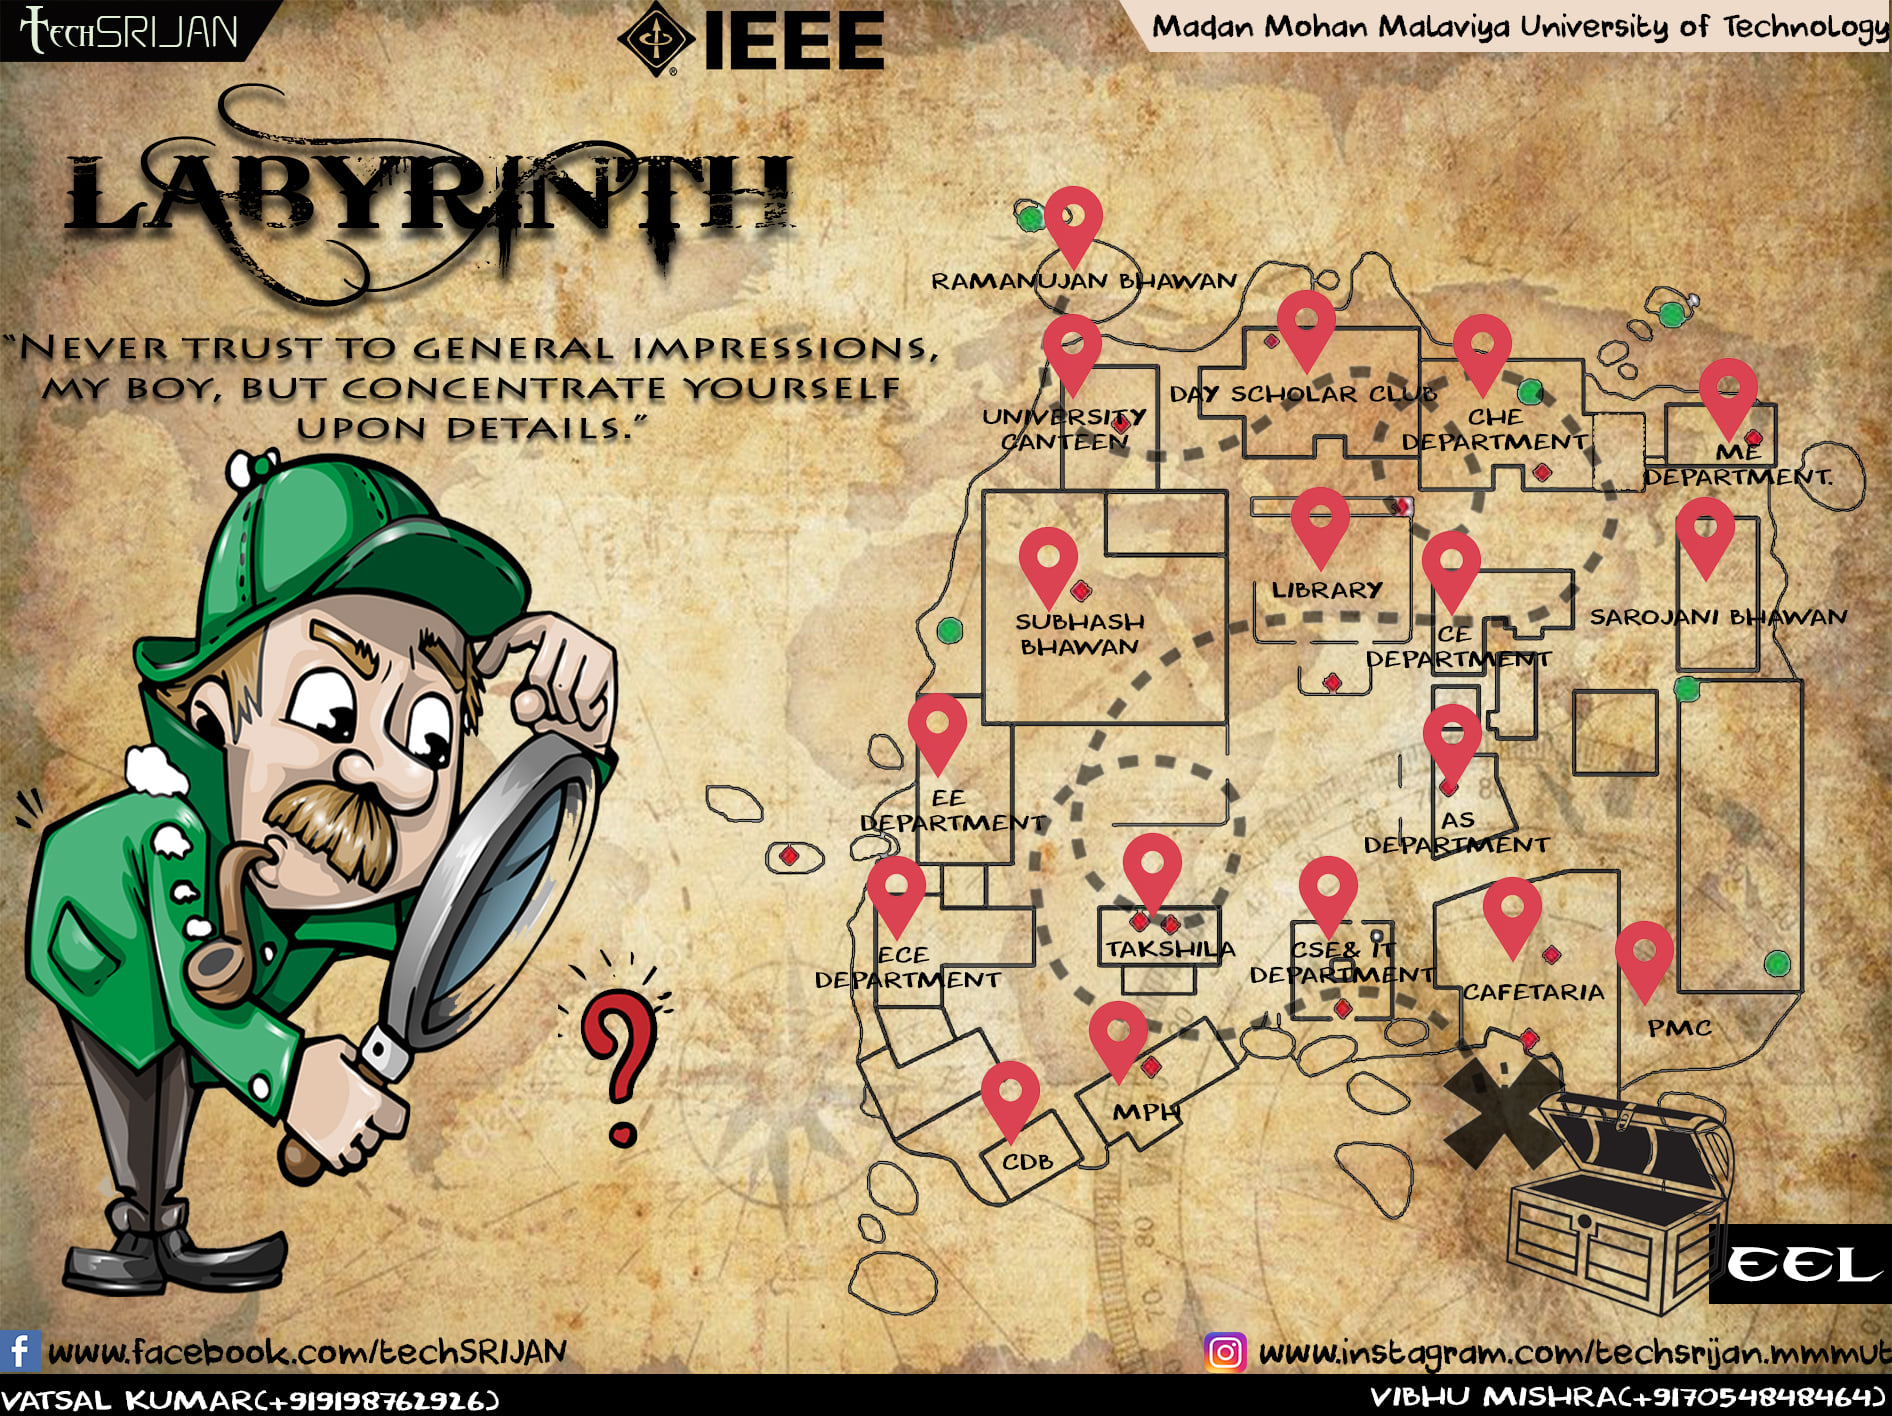 TechSRIJAN
IEEE
Madan Mohan Malaviya University of Technology
LABYRINTH
"NEVER TRUST TO GENERAL IMPRESSIONS,
MY BOY, BUT CONCENTRATE YOURSELF
UPON DETAILS."
RAMANUJAN BHAWAN
DAY SCHOLAR CLUB
UNIVERSITY
CANTEEN
CHE
DEPARTMENT
ME
DEPARTMENT.
LIBRARY
SUBHASH
BHAWAN
CE
DEPARTMENT
SAROJANI BHAWAN
EE
DEPARTMENT
AS
DEPARTMENT
ECE
DEPARTMENT
TAKSHILA
CSE& IT
DEPARTMENT
CAFETARIA
PMC
MPH
CDB
EEL
www.facebook.com/techSRIJAN
www.instagram.com/techsrijan.mmmut
VATSAL KUMAR(+919198762926)
VIBHU MISHRA(+917054848464)